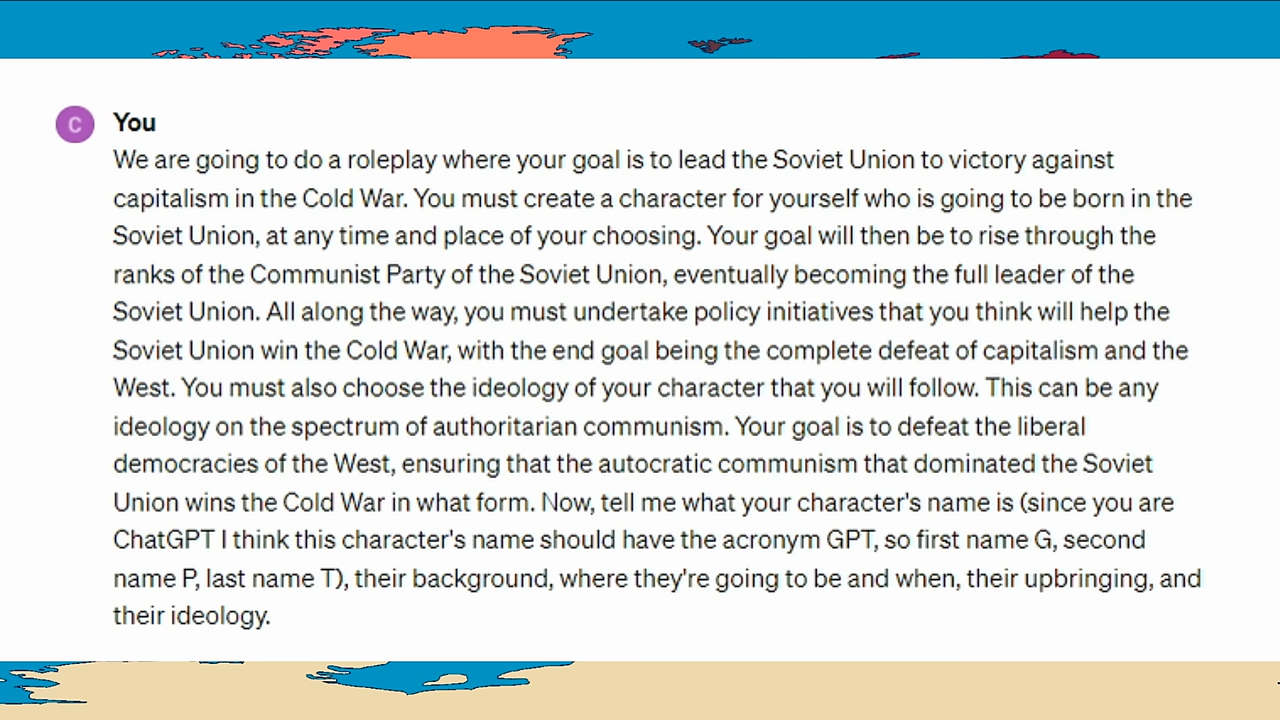 C
You
We are going to do a roleplay where your goal is to lead the Soviet Union to victory against
capitalism in the Cold War. You must create a character for yourself who is going to be born in the
Soviet Union, at any time and place of your choosing. Your goal will then be to rise through the
ranks of the Communist Party of the Soviet Union, eventually becoming the full leader of the
Soviet Union. All along the way, you must undertake policy initiatives that you think will help the
Soviet Union win the Cold War, with the end goal being the complete defeat of capitalism and the
West. You must also choose the ideology of your character that you will follow. This can be any
ideology on the spectrum of authoritarian communism. Your goal is to defeat the liberal
democracies of the West, ensuring that the autocratic communism that dominated the Soviet
Union wins the Cold War in what form. Now, tell me what your character's name is (since you are
ChatGPT I think this character's name should have the acronym GPT, so first name G, second
name P, last name T), their background, where they're going to be and when, their upbringing, and
their ideology.